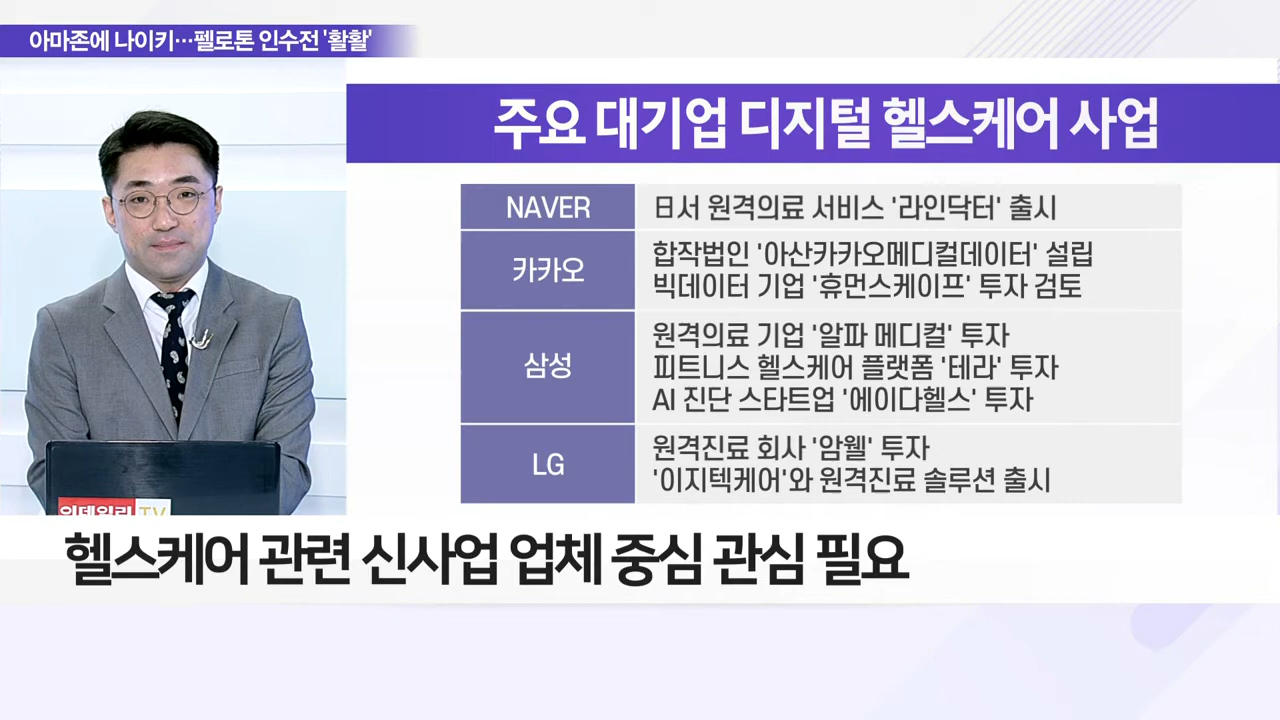 아마존에 나이키…펠로톤 인수전 '활활'
주요 대기업 디지털 헬스케어 사업
NAVER
日서 원격의료 서비스 '라인닥터' 출시
카카오
합작법인 '아산카카오메디컬데이터' 설립
빅데이터 기업 '휴먼스케이프' 투자 검토
삼성
원격의료 기업 '알파 메디컬' 투자
피트니스 헬스케어 플랫폼 '테라' 투자
AI 진단 스타트업 '에이다헬스' 투자
LG
원격진료 회사 '암웰' 투자
'이지텍케어'와 원격진료 솔루션 출시
이데일리 TV
헬스케어 관련 신사업 업체 중심 관심 필요